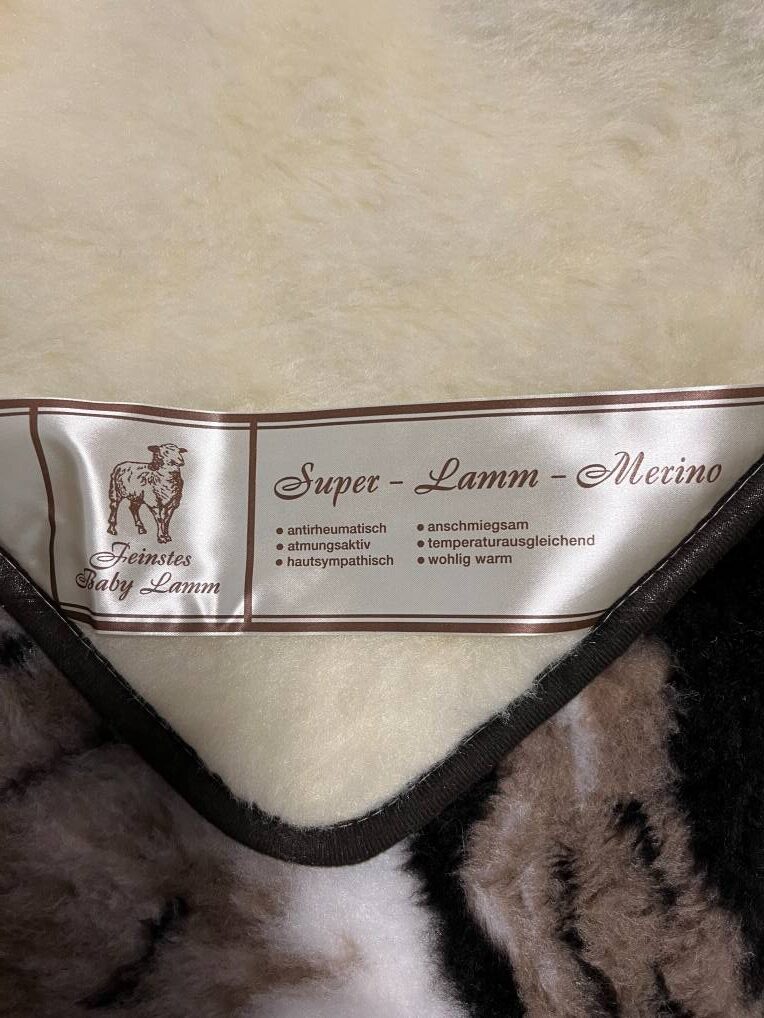 Feinstes
Baby Lamm
Super - Lamm - Merino
• antirheumatisch
• atmungsaktiv
• hautsympathisch
• anschmiegsam
• temperaturausgleichend
• wohlig warm